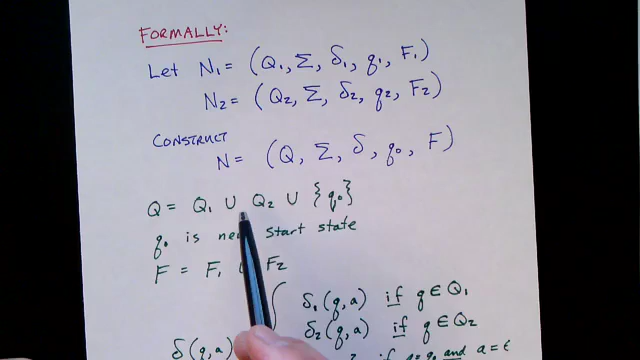 FORMALLY:
Let N₁ = (Q₁, Σ, δ₁, q₁, F₁)
N₂ = (Q₂, Σ, δ₂, q₂, F₂)
CONSTRUCT
N = (Q, Σ, δ, q₀, F)
Q = Q₁ ∪ Q₂ ∪ {q₀}
q₀ is start state
F = F₁ F₂
δ₁(q,a) if q ∈ Q₁
δ(q,a) δ₂(q,a) if q ∈ Q₂
and a = ε